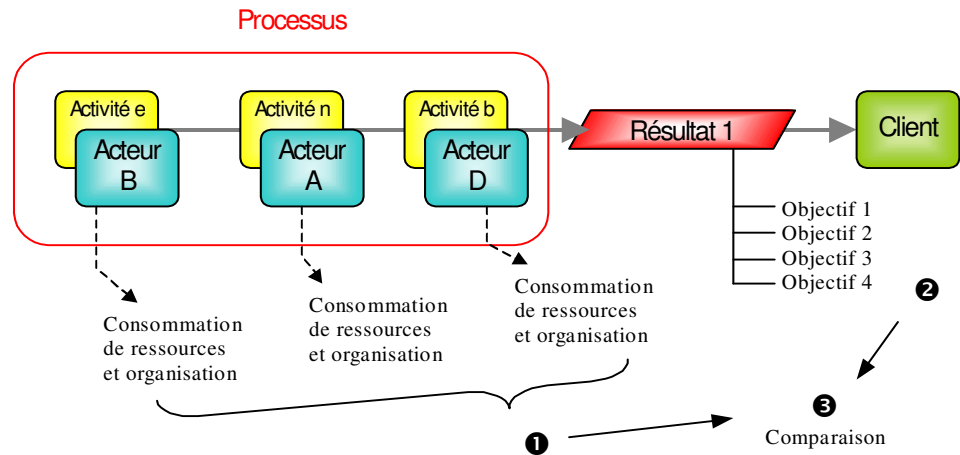 Processus
Activité e
Acteur
B
Activité n
Acteur
A
Activité b
Acteur
D
Résultat 1
Client
Objectif 1
Objectif 2
Objectif 3
Objectif 4
Consommation
de ressources
et organisation
Consommation
de ressources
et organisation
Consommation
de ressources
et organisation
❶
❷
❸
Comparaison